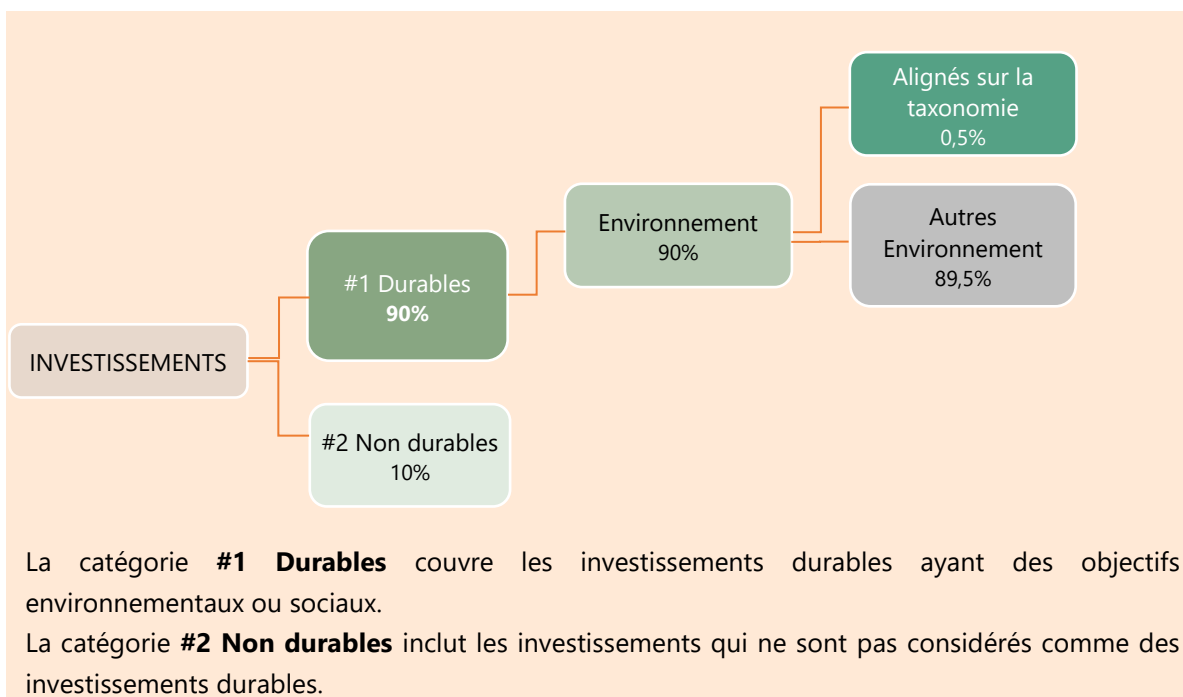 Alignés sur la
taxonomie
0,5%
Environnement
90%
Autres
Environnement
89,5%
#1 Durables
90%
INVESTISSEMENTS
#2 Non durables
10%
La catégorie #1 Durables couvre les investissements durables ayant des objectifs
environnementaux ou sociaux.
La catégorie #2 Non durables inclut les investissements qui ne sont pas considérés comme des
investissements durables.